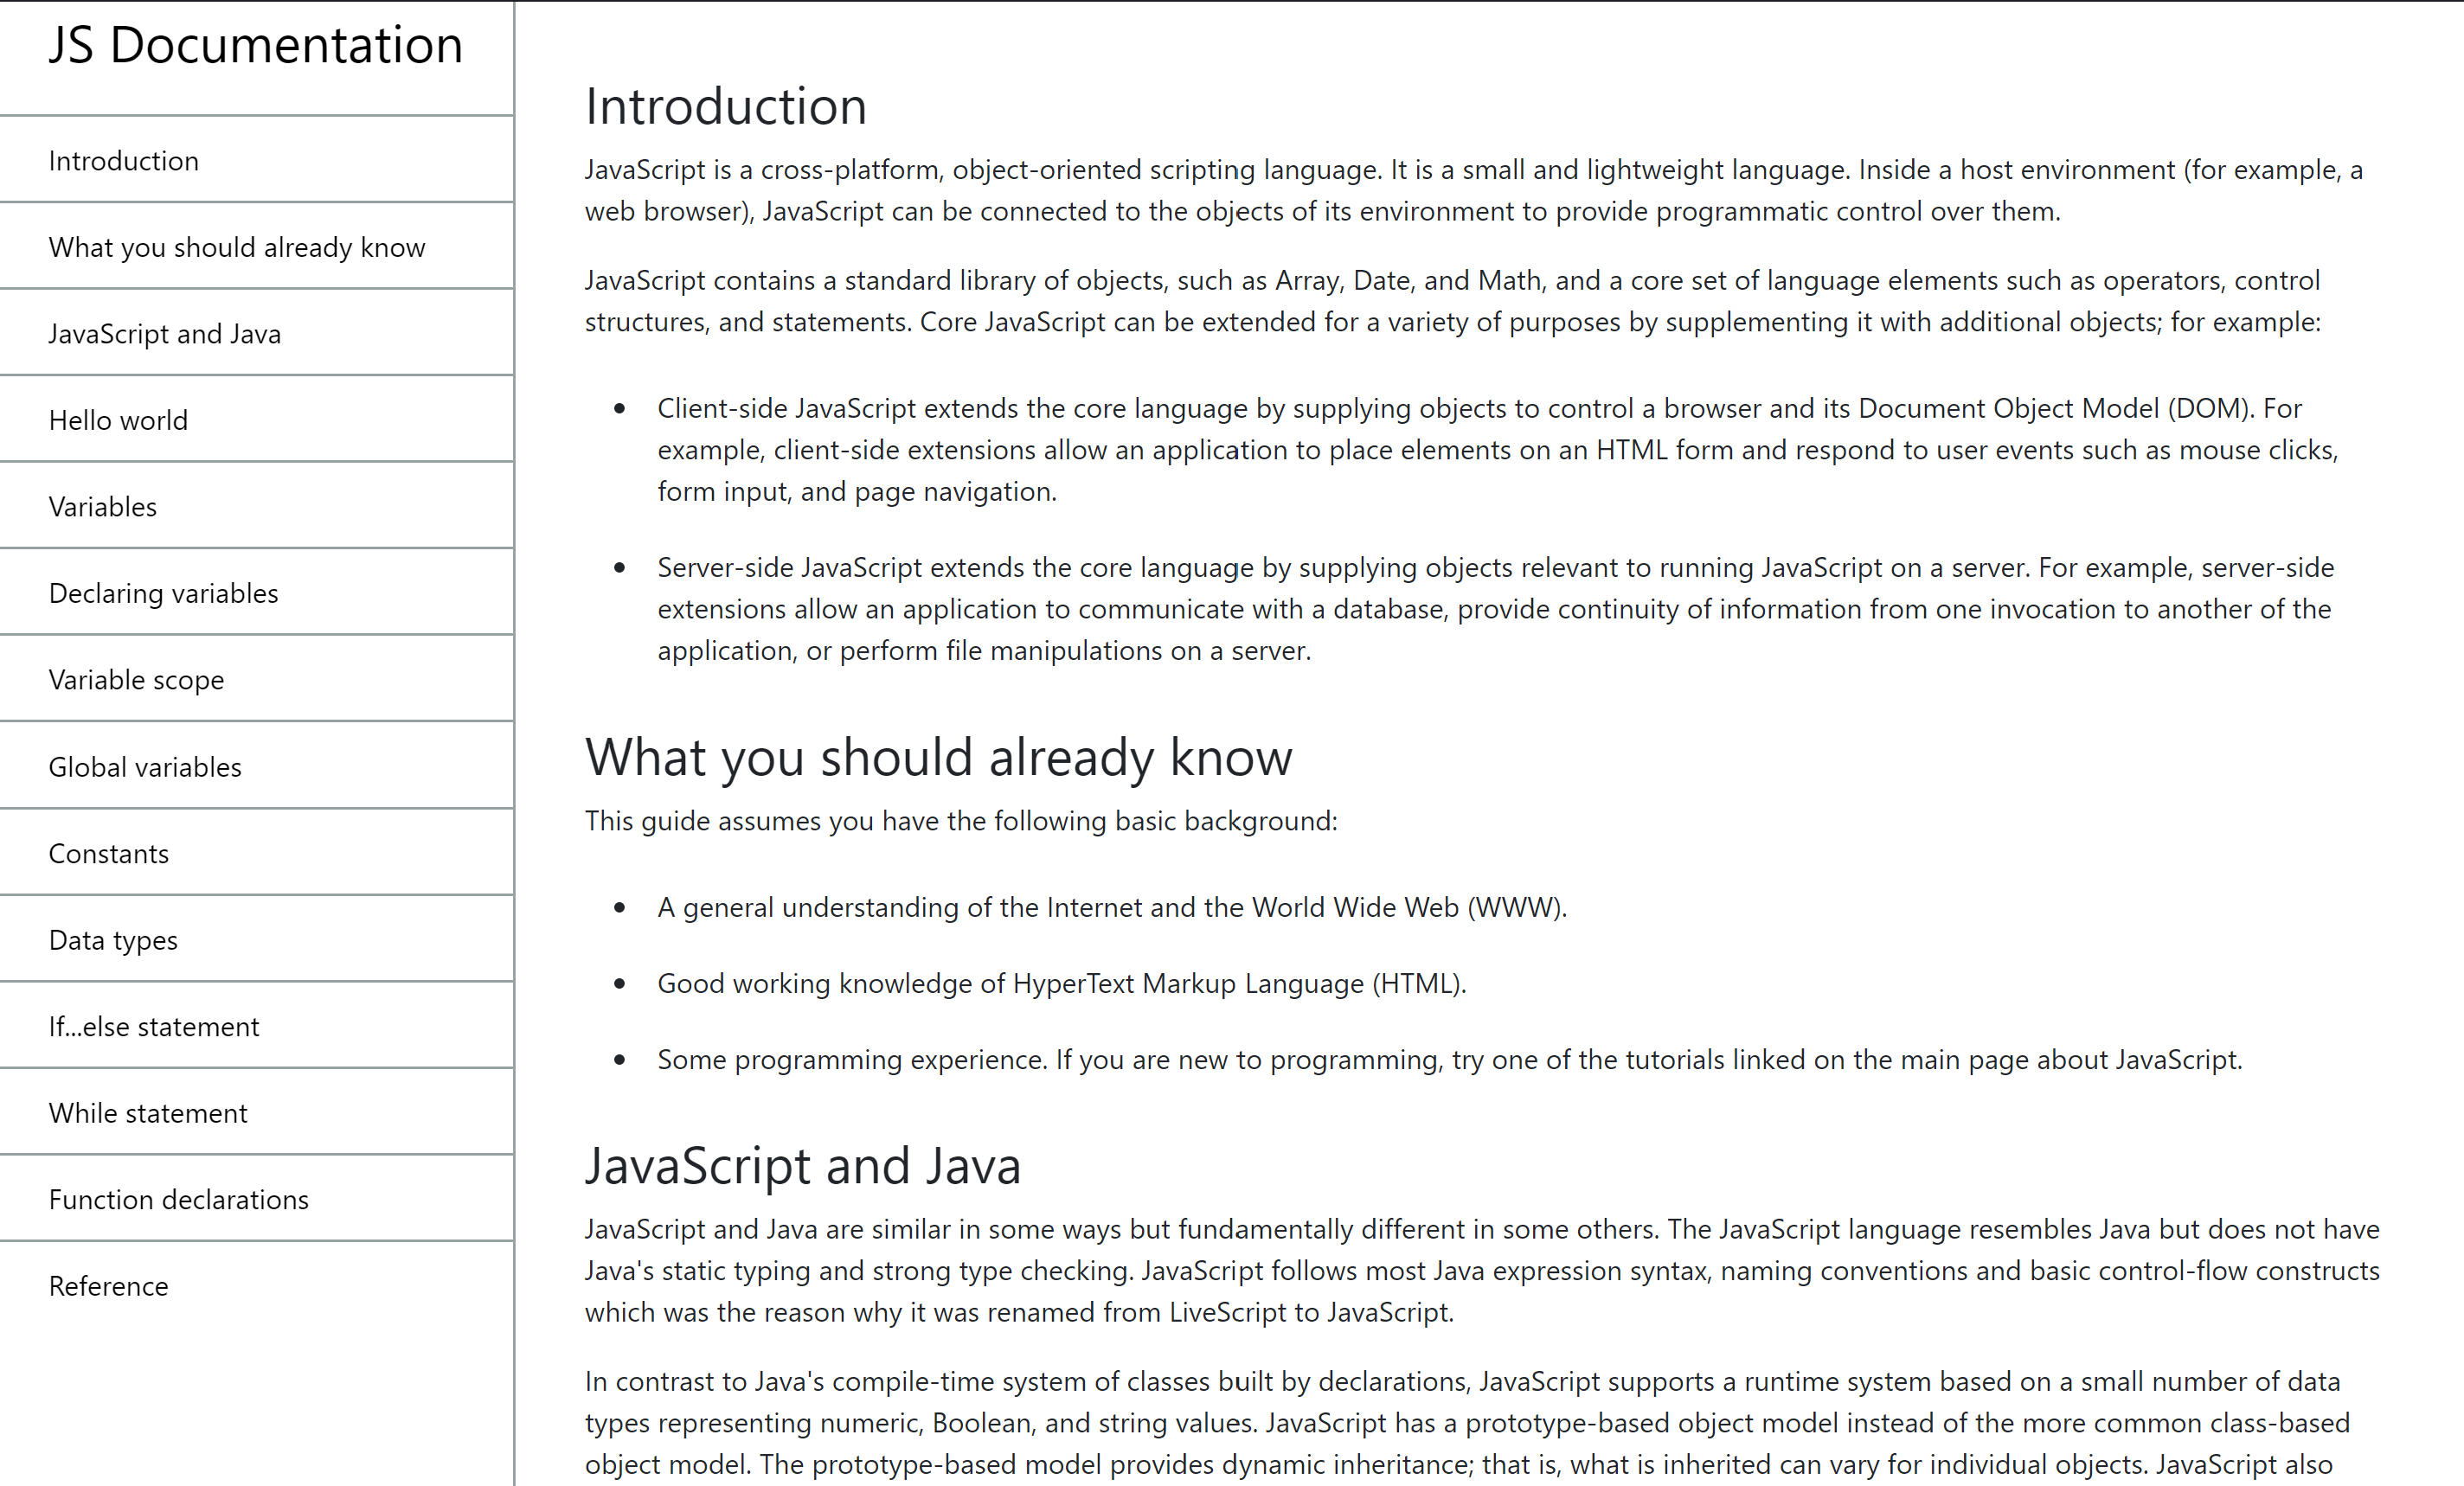 JS Documentation
Introduction
What you should already know
JavaScript and Java
Hello world
Variables
Declaring variables
Variable scope
Global variables
Constants
Data types
If...else statement
While statement
Function declarations
Reference
Introduction
JavaScript is a cross-platform, object-oriented scripting language. It is a small and lightweight language. Inside a host environment (for example, a
web browser), JavaScript can be connected to the objects of its environment to provide programmatic control over them.
JavaScript contains a standard library of objects, such as Array, Date, and Math, and a core set of language elements such as operators, control
structures, and statements. Core JavaScript can be extended for a variety of purposes by supplementing it with additional objects; for example:
• Client-side JavaScript extends the core language by supplying objects to control a browser and its Document Object Model (DOM). For
example, client-side extensions allow an application to place elements on an HTML form and respond to user events such as mouse clicks,
form input, and page navigation.
• Server-side JavaScript extends the core language by supplying objects relevant to running JavaScript on a server. For example, server-side
extensions allow an application to communicate with a database, provide continuity of information from one invocation to another of the
application, or perform file manipulations on a server.
What you should already know
This guide assumes you have the following basic background:
• A general understanding of the Internet and the World Wide Web (WWW).
• Good working knowledge of HyperText Markup Language (HTML).
• Some programming experience. If you are new to programming, try one of the tutorials linked on the main page about JavaScript.
JavaScript and Java
JavaScript and Java are similar in some ways but fundamentally different in some others. The JavaScript language resembles Java but does not have
Java's static typing and strong type checking. JavaScript follows most Java expression syntax, naming conventions and basic control-flow constructs
which was the reason why it was renamed from LiveScript to JavaScript.
In contrast to Java's compile-time system of classes built by declarations, JavaScript supports a runtime system based on a small number of data
types representing numeric, Boolean, and string values. JavaScript has a prototype-based object model instead of the more common class-based
object model. The prototype-based model provides dynamic inheritance; that is, what is inherited can vary for individual objects. JavaScript also